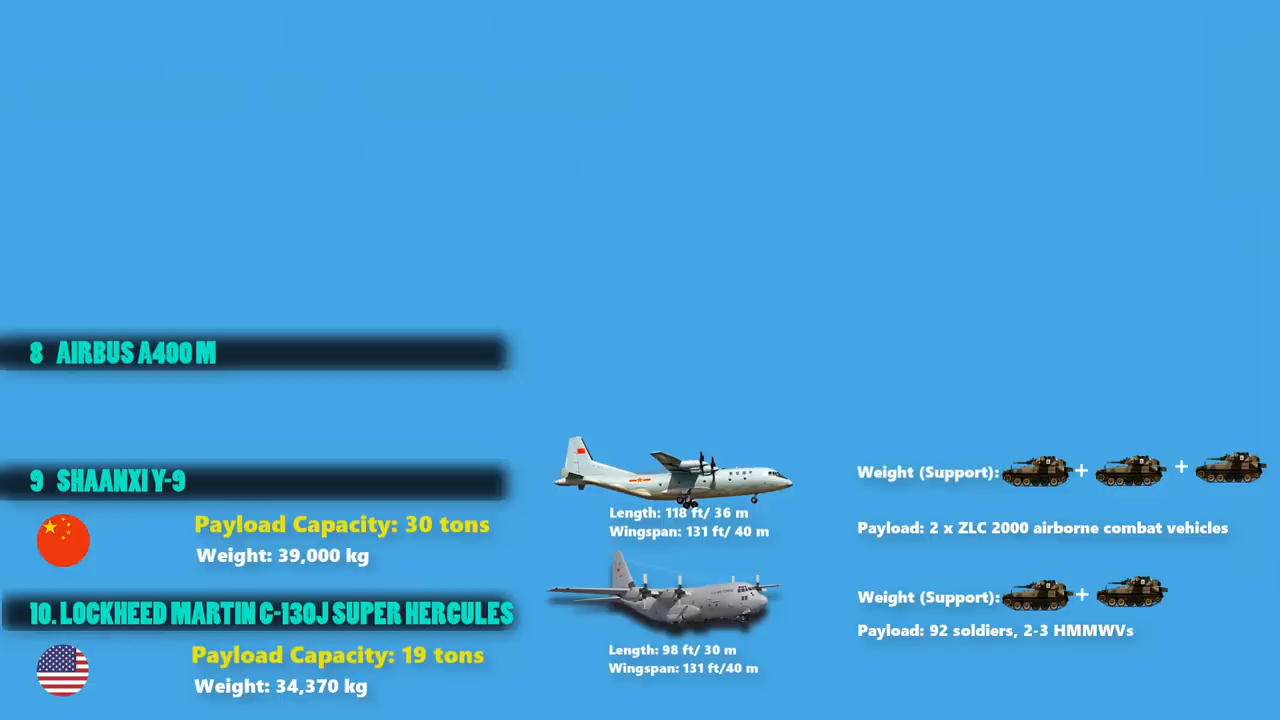 8 AIRBUS A400 M
9 SHAANXI Y-9
Payload Capacity: 30 tons
Weight: 39,000 kg
Length: 118 ft/ 36 m
Wingspan: 131 ft/ 40 m
Weight (Support): + +
Payload: 2 x ZLC 2000 airborne combat vehicles
10. LOCKHEED MARTIN C-130J SUPER HERCULES
Payload Capacity: 19 tons
Weight: 34,370 kg
Length: 98 ft/ 30 m
Wingspan: 131 ft/40 m
Weight (Support): +
Payload: 92 soldiers, 2-3 HMMWVs